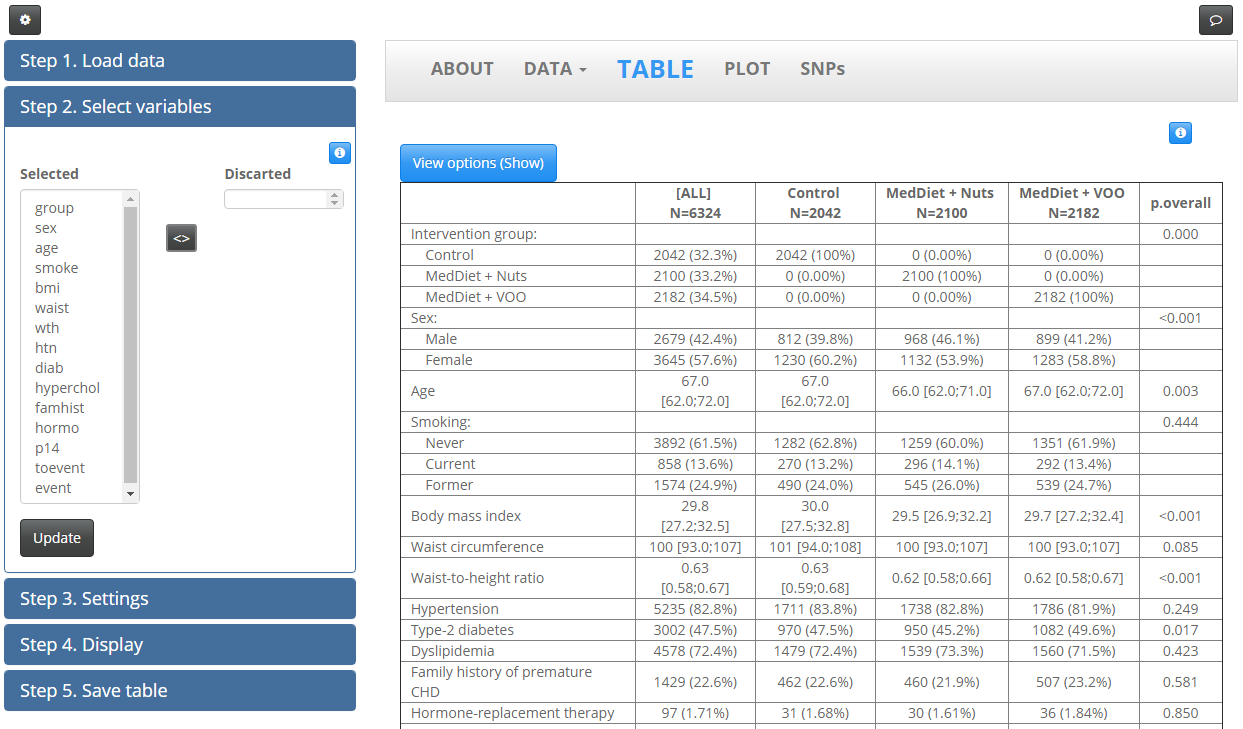 Step 1. Load data
Step 2. Select variables
Selected
Discarted
group
sex
age
smoke
bmi
waist
wth
htn
diab
hyperchol
famhist
hormo
p14
toevent
event
<>
Update
Step 3. Settings
Step 4. Display
Step 5. Save table
ABOUT DATA TABLE PLOT SNPs
View options (Show)
[ALL] Control MedDiet + Nuts MedDiet + VOO p.overall
N=6324 N=2042 N=2100 N=2182
Intervention group: 0.000
Control 2042 (32.3%) 2042 (100%) 0 (0.00%) 0 (0.00%)
MedDiet + Nuts 2100 (33.2%) 0 (0.00%) 2100 (100%) 0 (0.00%)
MedDiet + VOO 2182 (34.5%) 0 (0.00%) 0 (0.00%) 2182 (100%)
Sex: <0.001
Male 2679 (42.4%) 812 (39.8%) 968 (46.1%) 899 (41.2%)
Female 3645 (57.6%) 1230 (60.2%) 1132 (53.9%) 1283 (58.8%)
Age 67.0 [62.0;72.0] 67.0 [62.0;72.0] 66.0 [62.0;71.0] 67.0 [62.0;72.0] 0.003
Smoking: 0.444
Never 3892 (61.5%) 1282 (62.8%) 1259 (60.0%) 1351 (61.9%)
Current 858 (13.6%) 270 (13.2%) 296 (14.1%) 292 (13.4%)
Former 1574 (24.9%) 490 (24.0%) 545 (26.0%) 539 (24.7%)
Body mass index 29.8 [27.2;32.5] 30.0 [27.5;32.8] 29.5 [26.9;32.2] 29.7 [27.2;32.4] <0.001
Waist circumference 100 [93.0;107] 101 [94.0;108] 100 [93.0;107] 100 [93.0;107] 0.085
Waist-to-height ratio 0.63 [0.58;0.67] 0.63 [0.59;0.68] 0.62 [0.58;0.66] 0.62 [0.58;0.67] <0.001
Hypertension 5235 (82.8%) 1711 (83.8%) 1738 (82.8%) 1786 (81.9%) 0.249
Type-2 diabetes 3002 (47.5%) 970 (47.5%) 950 (45.2%) 1082 (49.6%) 0.017
Dyslipidemia 4578 (72.4%) 1479 (72.4%) 1539 (73.3%) 1560 (71.5%) 0.423
Family history of premature
CHD 1429 (22.6%) 462 (22.6%) 460 (21.9%) 507 (23.2%) 0.581
Hormone-replacement therapy 97 (1.71%) 31 (1.68%) 30 (1.61%) 36 (1.84%) 0.850